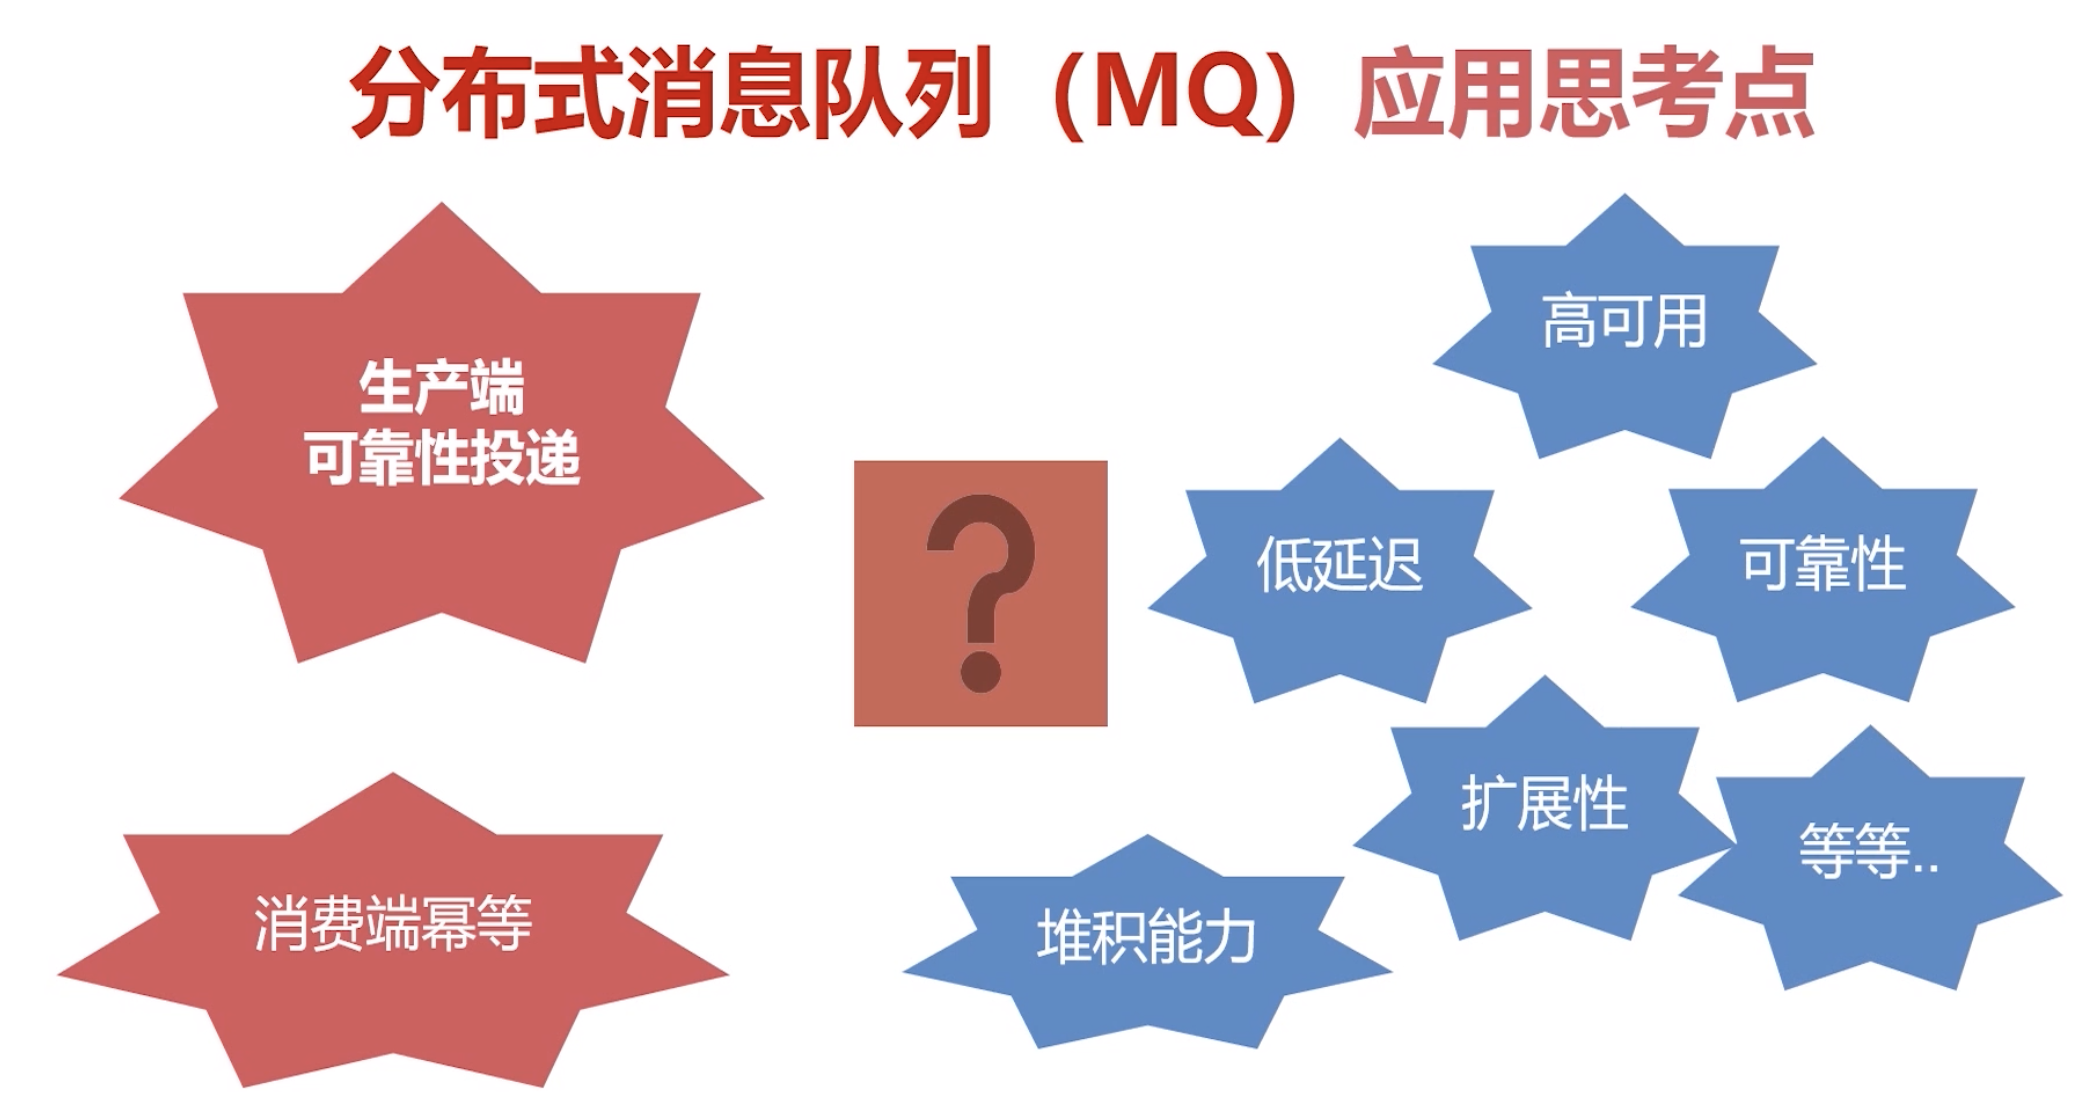 分布式消息队列（MQ）应用思考点
生产端
可靠性投递
?
高可用
低延迟
可靠性
扩展性
等等..
消费端幂等
堆积能力